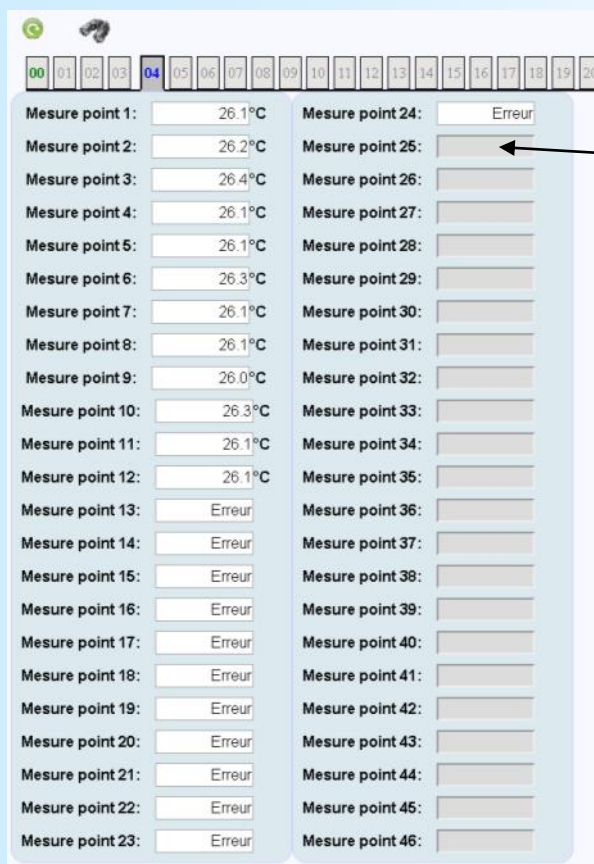 00 01 02 03 04 05 06 07 08 09 10 11 12 13 14 15 16 17 18 19 20
Mesure point 1: 26.1°C
Mesure point 2: 26.2°C
Mesure point 3: 26.4°C
Mesure point 4: 26.1°C
Mesure point 5: 26.1°C
Mesure point 6: 26.3°C
Mesure point 7: 26.1°C
Mesure point 8: 26.1°C
Mesure point 9: 26.0°C
Mesure point 10: 26.3°C
Mesure point 11: 26.1°C
Mesure point 12: 26.1°C
Mesure point 13: Erreur
Mesure point 14: Erreur
Mesure point 15: Erreur
Mesure point 16: Erreur
Mesure point 17: Erreur
Mesure point 18: Erreur
Mesure point 19: Erreur
Mesure point 20: Erreur
Mesure point 21: Erreur
Mesure point 22: Erreur
Mesure point 23: Erreur
Mesure point 24: Erreur
Mesure point 25:
Mesure point 26:
Mesure point 27:
Mesure point 28:
Mesure point 29:
Mesure point 30:
Mesure point 31:
Mesure point 32:
Mesure point 33:
Mesure point 34:
Mesure point 35:
Mesure point 36:
Mesure point 37:
Mesure point 38:
Mesure point 39:
Mesure point 40:
Mesure point 41:
Mesure point 42:
Mesure point 43:
Mesure point 44:
Mesure point 45:
Mesure point 46: